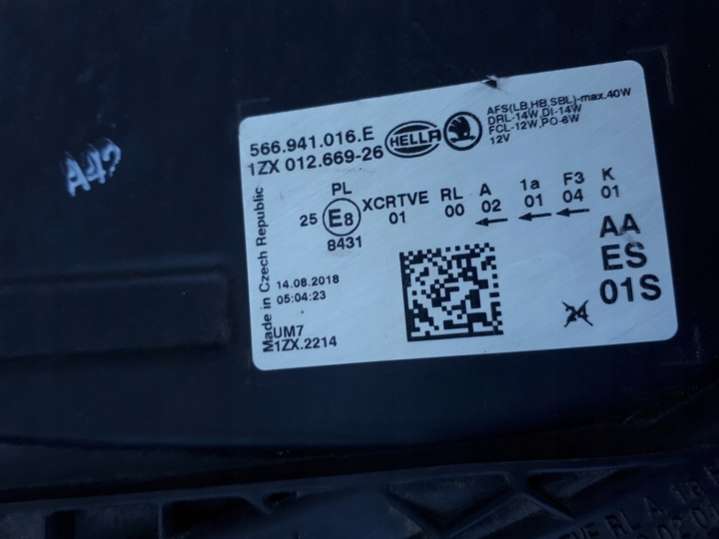 A4?
566.941.016.E
1ZX 012.669-26
HELLA
AFS(LB,HB,SBL)-max.40W
DRL-14W,DI-14W
FCL-12W,PO-6W
12V
Made in Czech Republic
PL
25 E8 XCRTVE RL A 1a F3 K
8431 01 00 02 01 04 01
AA
ES
01S
14.08.2018
05:04:23
24
UM7
1ZX.2214
RL A